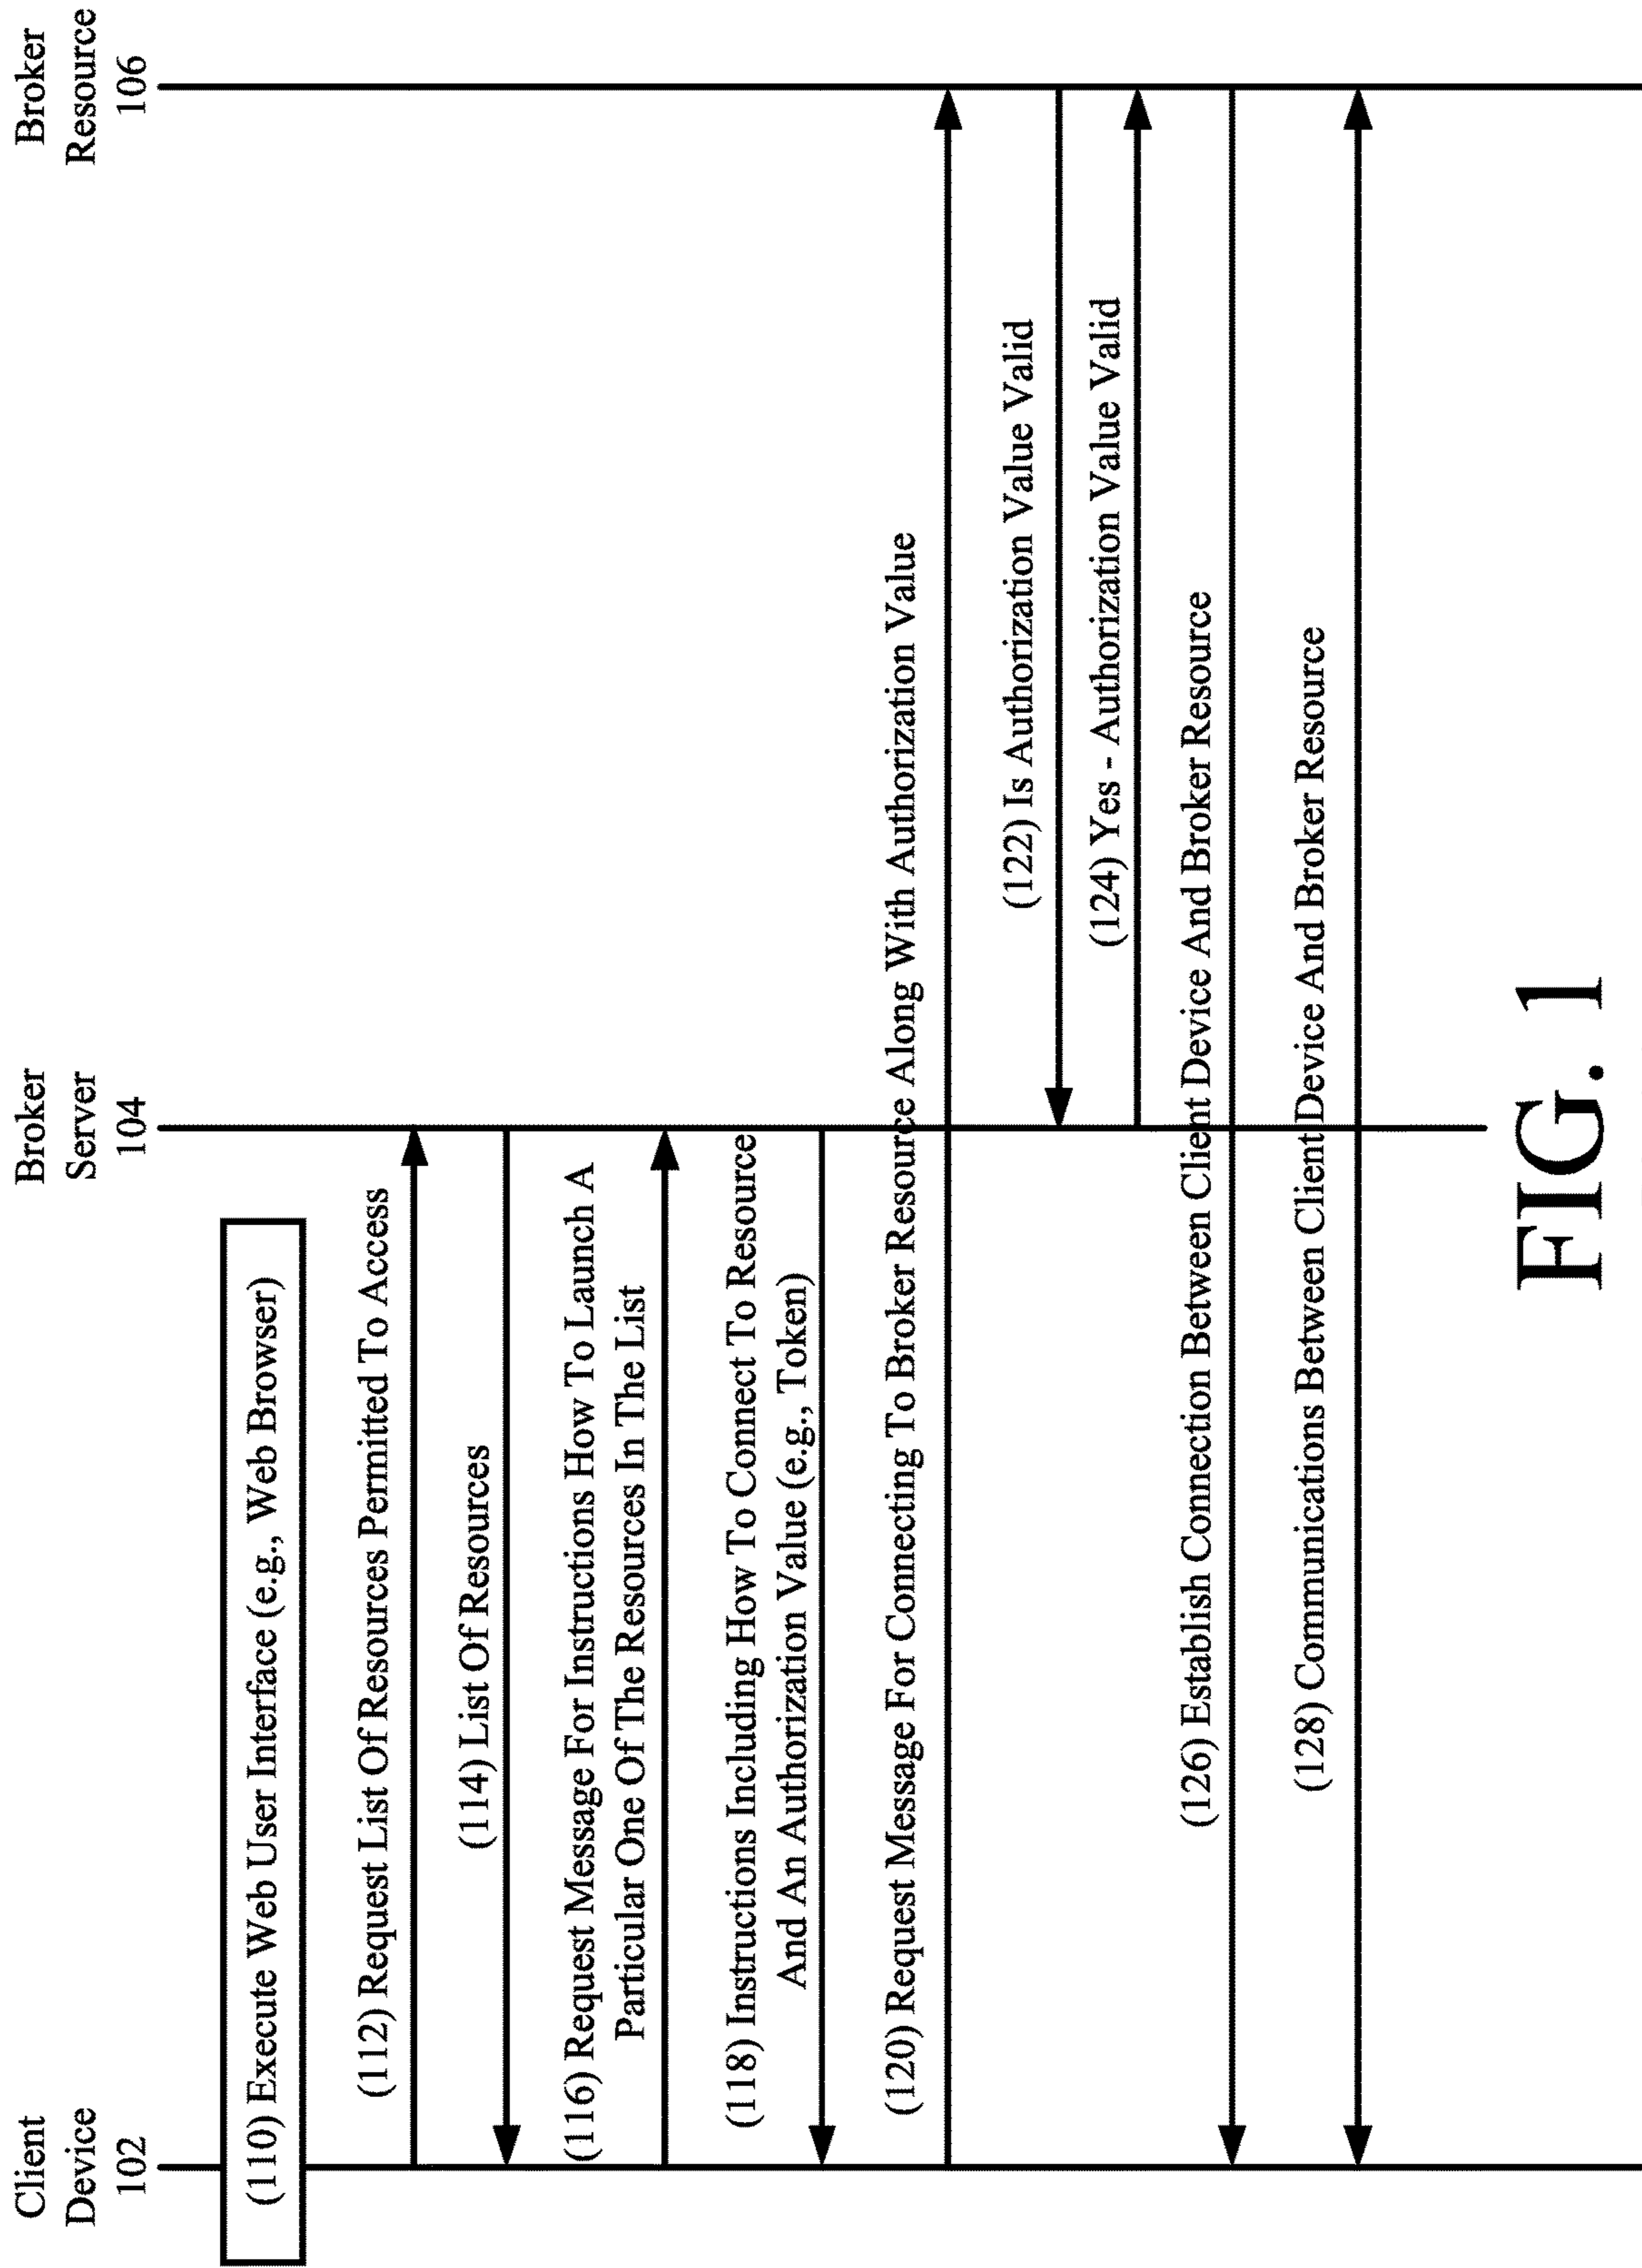 Client
Device
102
Broker
Server
104
Broker
Resource
106
(110) Execute Web User Interface (e.g., Web Browser)
(112) Request List Of Resources Permitted To Access
(114) List Of Resources
(116) Request Message For Instructions How To Launch A
Particular One Of The Resources In The List
(118) Instructions Including How To Connect To Resource
And An Authorization Value (e.g., Token)
(120) Request Message For Connecting To Broker Resource Along With Authorization Value
(122) Is Authorization Value Valid
(124) Yes - Authorization Value Valid
(126) Establish Connection Between Client Device And Broker Resource
(128) Communications Between Client Device And Broker Resource
FIG. 1